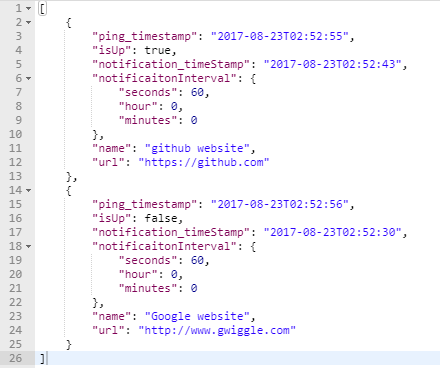 1 [
2 {
3 "ping_timestamp": "2017-08-23T02:52:55",
4 "isUp": true,
5 "notification_timeStamp": "2017-08-23T02:52:43",
6 "notificaitonInterval": {
7 "seconds": 60,
8 "hour": 0,
9 "minutes": 0
10 },
11 "name": "github website",
12 "url": "https://github.com"
13 },
14 {
15 "ping_timestamp": "2017-08-23T02:52:56",
16 "isUp": false,
17 "notification_timeStamp": "2017-08-23T02:52:30",
18 "notificaitonInterval": {
19 "seconds": 60,
20 "hour": 0,
21 "minutes": 0
22 },
23 "name": "Google website",
24 "url": "http://www.gwiggle.com"
25 }
26 ]